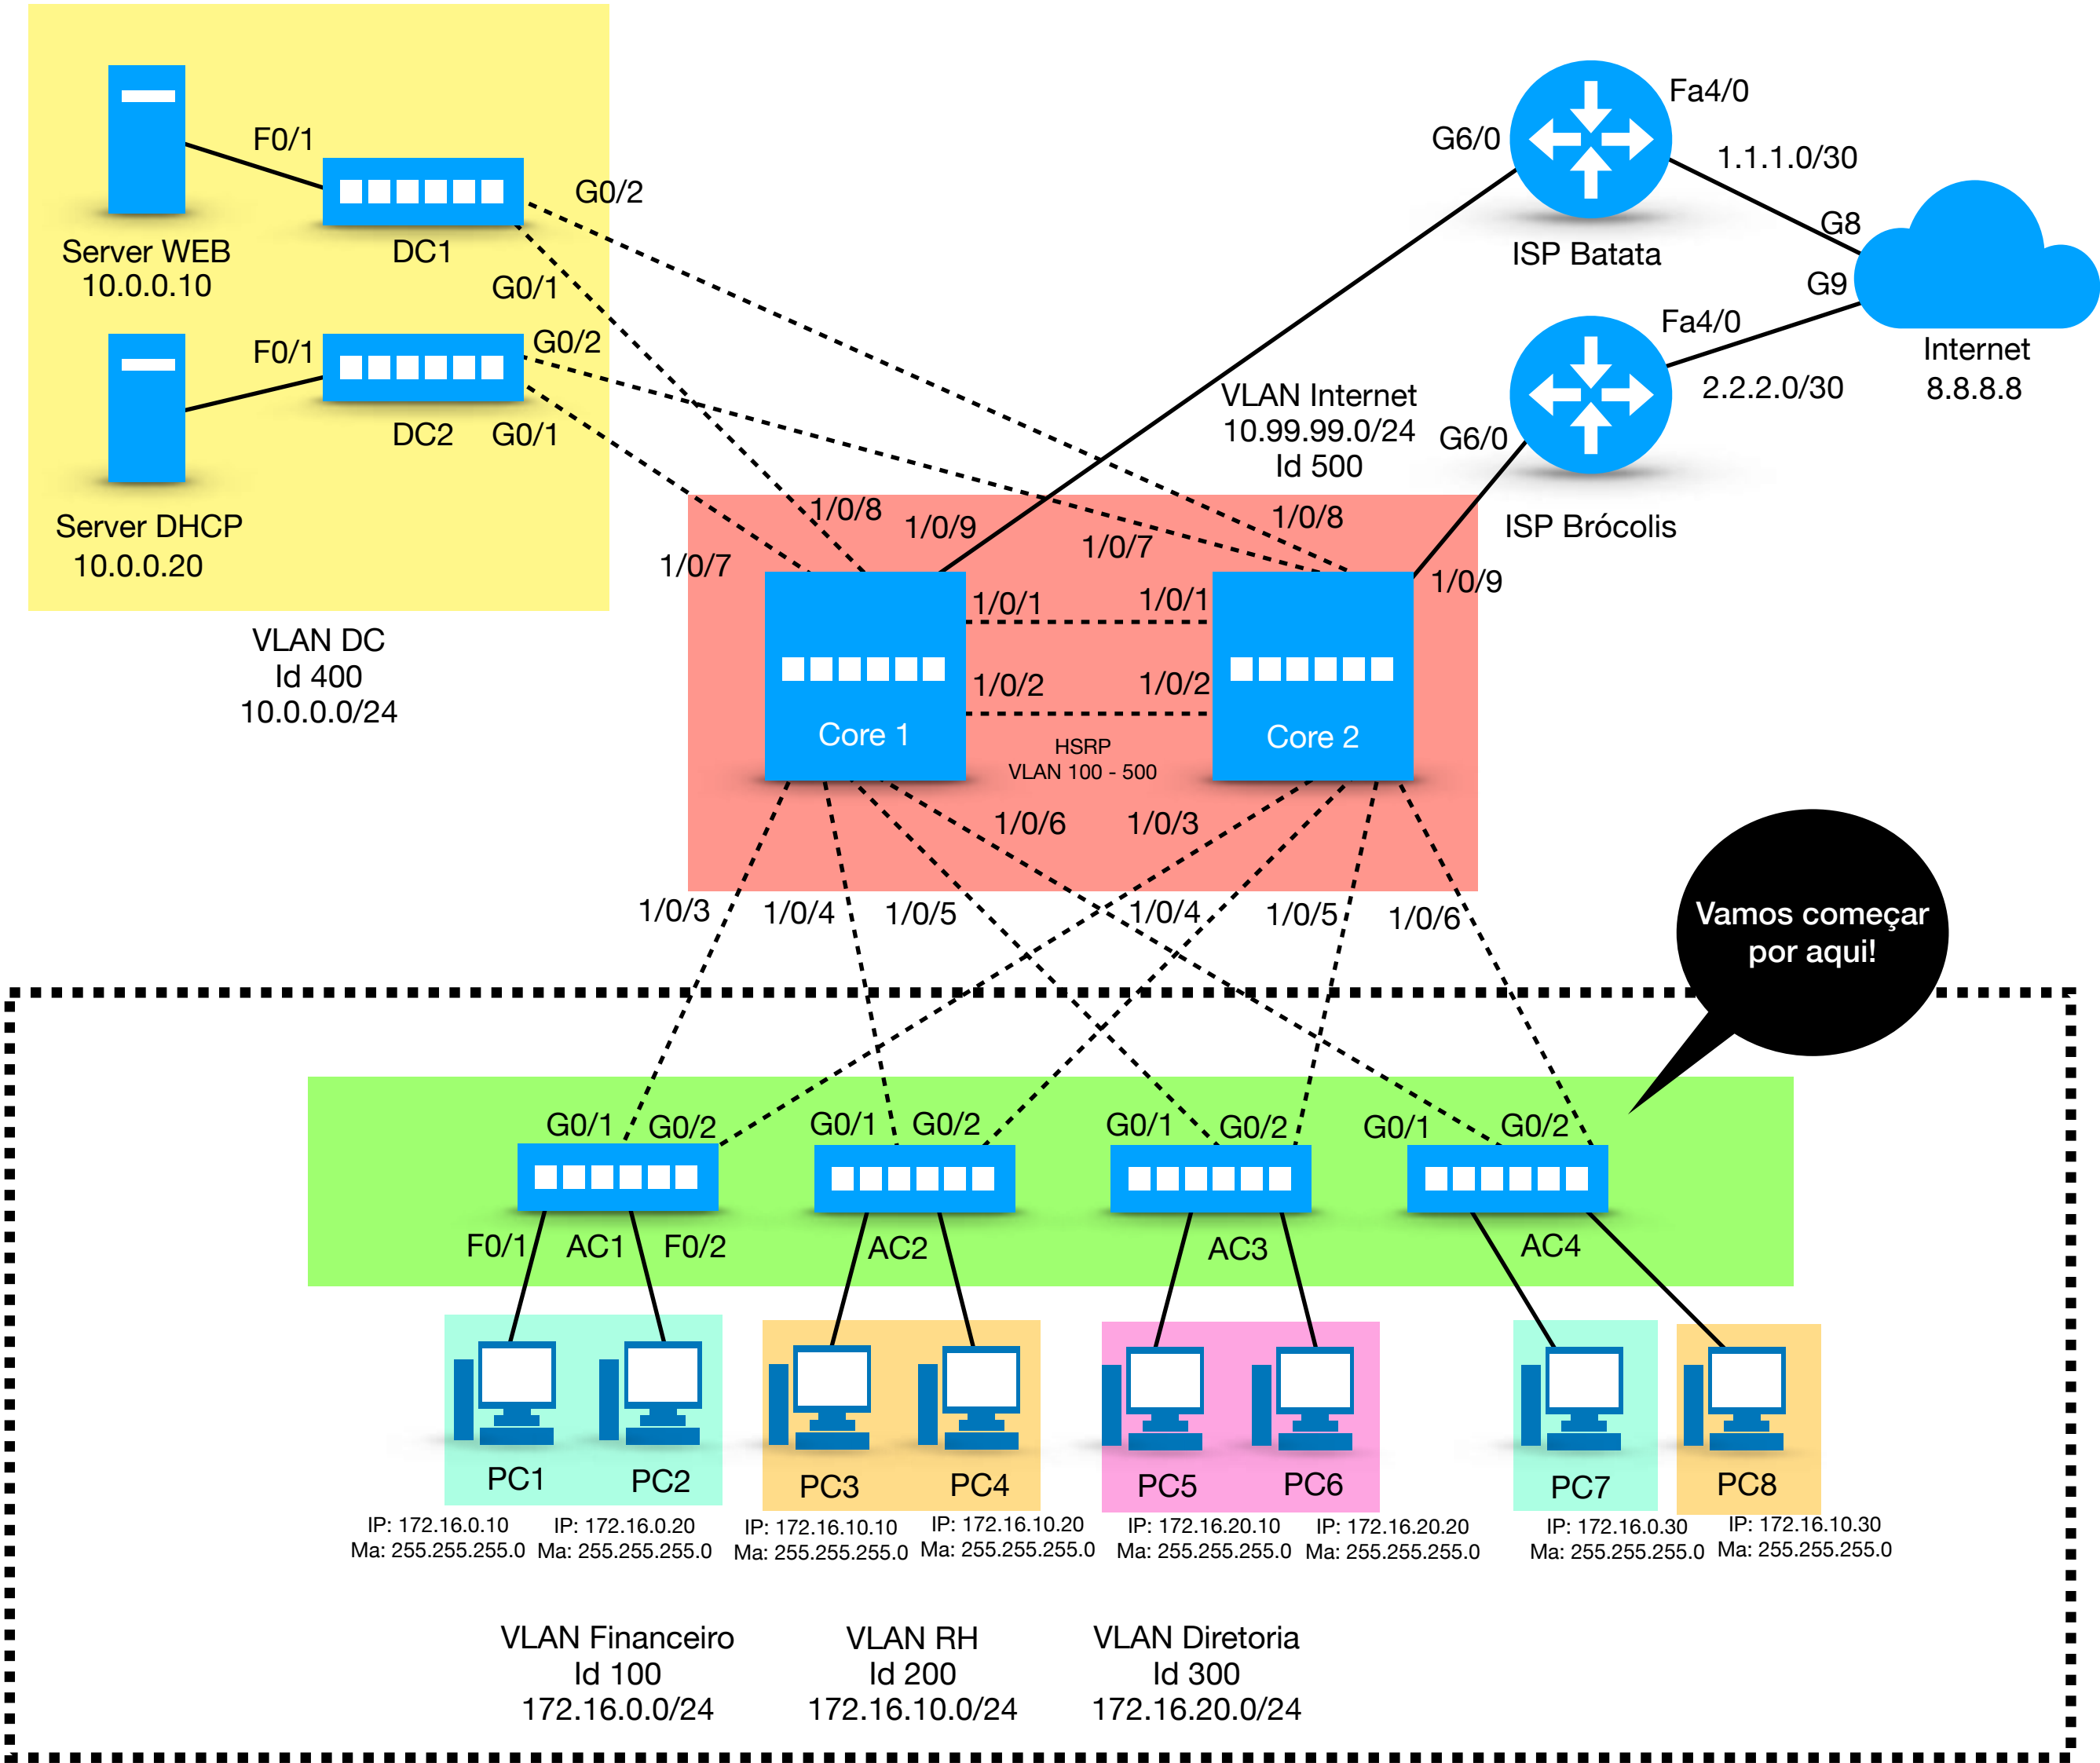 Fa4/0
G6/0
1.1.1.0/30
F0/1
G0/2
G8
Server WEB
10.0.0.10
DC1
ISP Batata
G0/1
G9
F0/1
G0/2
Fa4/0
Internet
8.8.8.8
2.2.2.0/30
VLAN Internet
10.99.99.0/24
Id 500
G6/0
DC2
G0/1
Server DHCP
10.0.0.20
ISP Brócolis
1/0/8
1/0/9
1/0/8
1/0/7
1/0/7
1/0/9
1/0/1
1/0/1
VLAN DC
Id 400
10.0.0.0/24
1/0/2
1/0/2
Core 1
Core 2
HSRP
VLAN 100 - 500
1/0/6
1/0/3
1/0/3
1/0/4
1/0/5
1/0/4
1/0/5
1/0/6
Vamos começar
por aqui!
G0/1
G0/2
G0/1
G0/2
G0/1
G0/2
G0/1
G0/2
F0/1
AC1
F0/2
AC2
AC3
AC4
PC1
PC2
PC3
PC4
PC5
PC6
PC7
PC8
IP: 172.16.0.10
Ma: 255.255.255.0
IP: 172.16.0.20
Ma: 255.255.255.0
IP: 172.16.10.10
Ma: 255.255.255.0
IP: 172.16.10.20
Ma: 255.255.255.0
IP: 172.16.20.10
Ma: 255.255.255.0
IP: 172.16.20.20
Ma: 255.255.255.0
IP: 172.16.0.30
Ma: 255.255.255.0
IP: 172.16.10.30
Ma: 255.255.255.0
VLAN Financeiro
Id 100
172.16.0.0/24
VLAN RH
Id 200
172.16.10.0/24
VLAN Diretoria
Id 300
172.16.20.0/24